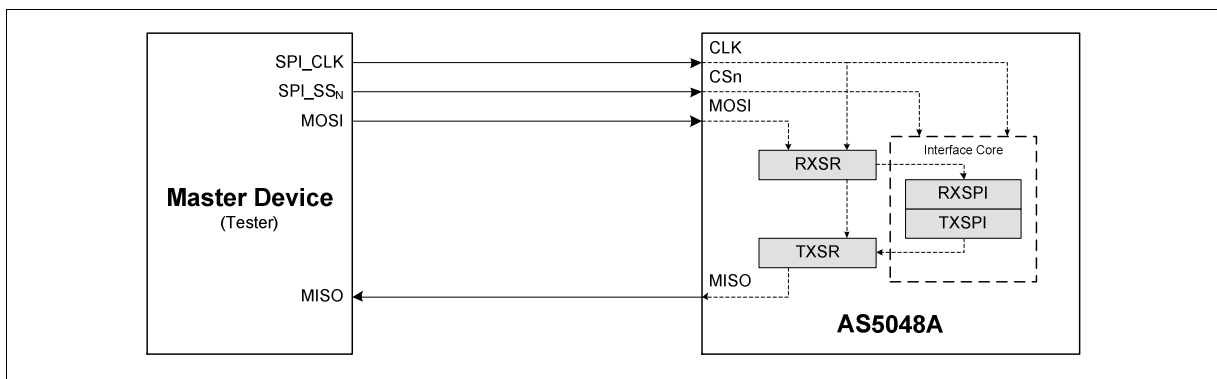 SPI_CLK
SPI_SSN
MOSI
Master Device
(Tester)
MISO
CLK
CSn
MOSI
Interface Core
RXSR
RXSPI
TXSPI
TXSR
MISO
AS5048A